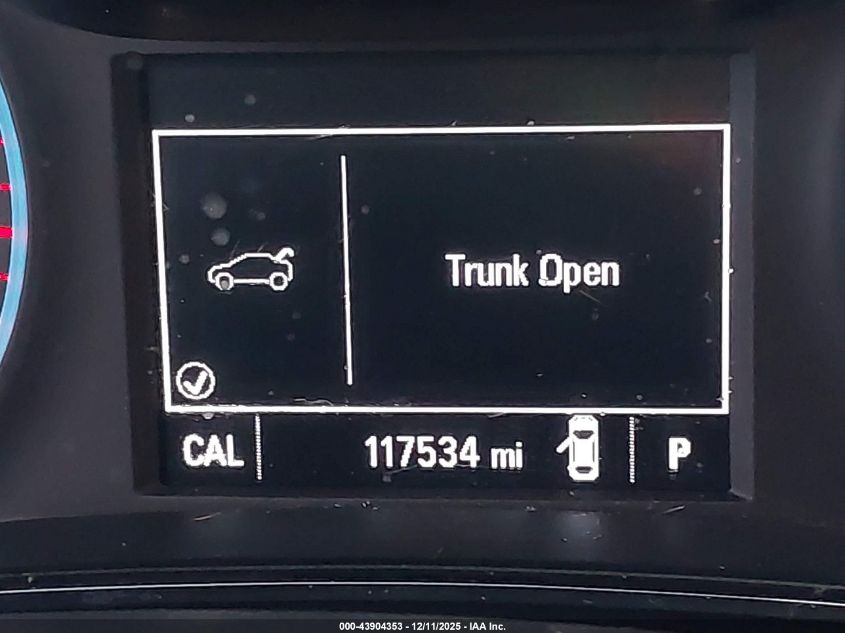 Trunk Open
CAL 117534 mi P
000-43904353 - 12/11/2025 - IAA Inc.